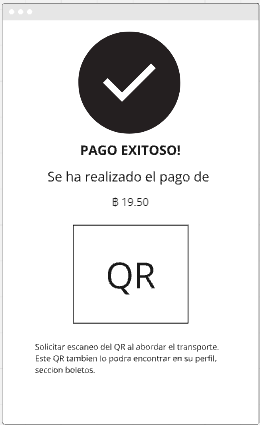 PAGO EXITOSO!
Se ha realizado el pago de
฿ 19.50
QR
Solicitar escaneo del QR al abordar el transporte.
Este QR tambien lo podra encontrar en su perfil,
seccion boletos.